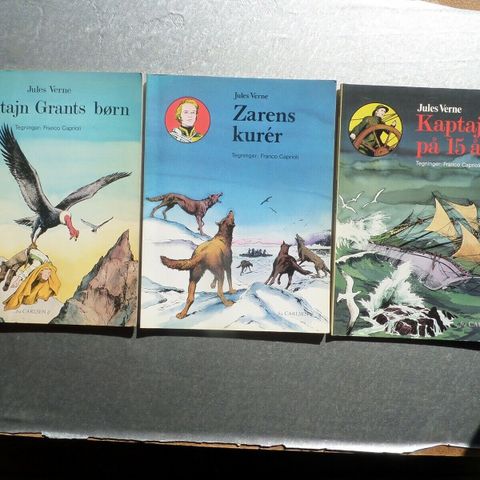 Jules Verne
tajn Grants børn
Tegninger: Franco Caprioli
CARLSEN
Jules Verne
Zarens
kurér
Tegninger: Franco Caprioli
CARLSEN
Jules Verne
Kaptaj
på 15 å
Tegninger: Franco Caprioli